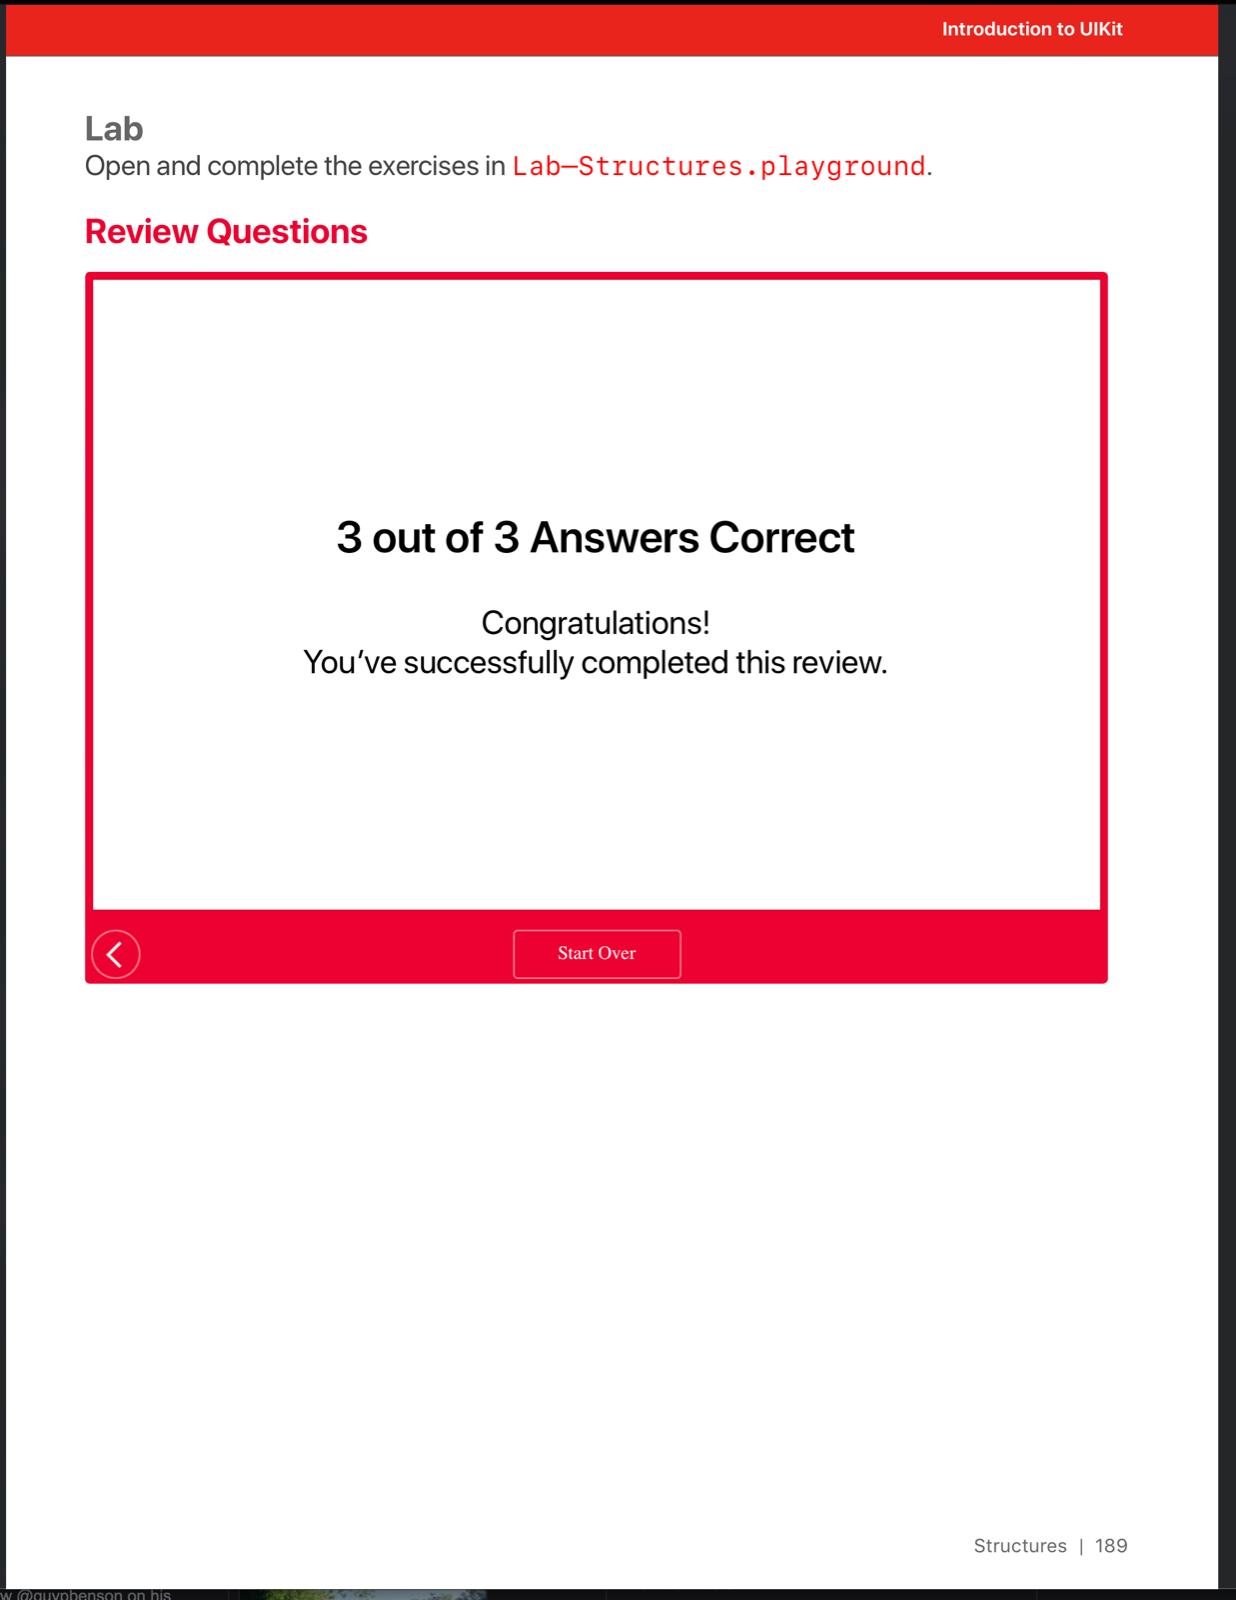 Introduction to UIKit
Lab
Open and complete the exercises in Lab—Structures.playground.
Review Questions
3 out of 3 Answers Correct
Congratulations!
You’ve successfully completed this review.
Start Over
Structures | 189
w @guypbenson on his